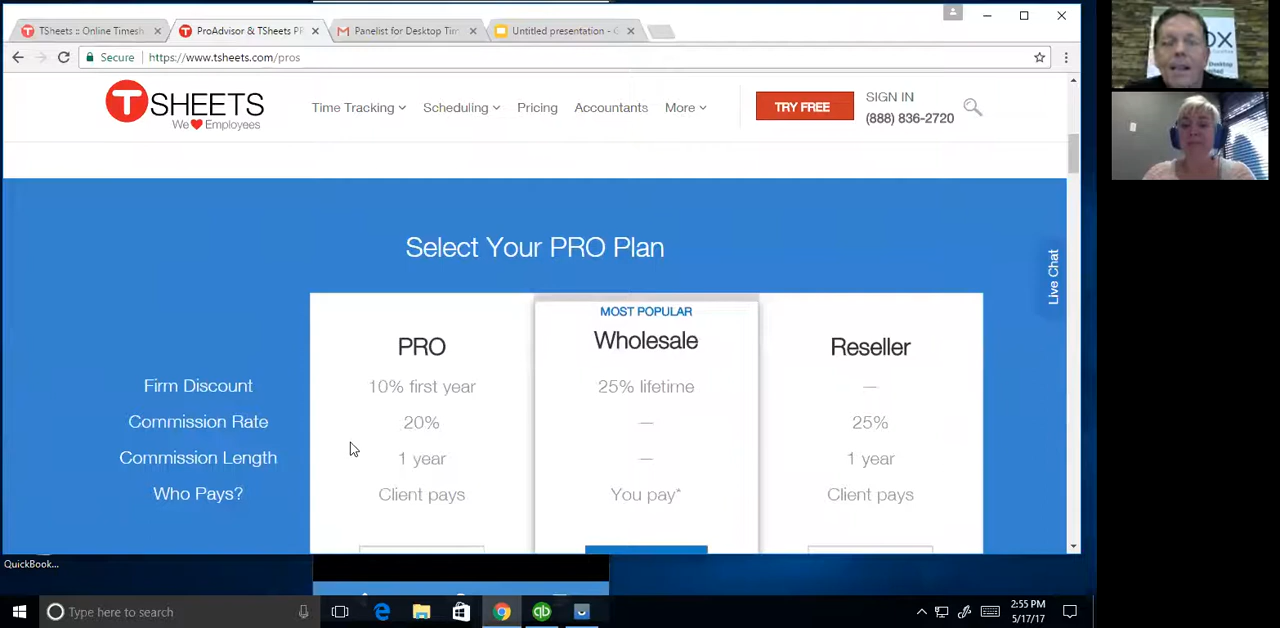 TSheets :: Online Timesh
ProAdvisor & TSheets PR
Panelist for Desktop Tim
Untitled presentation - G
Secure
https://www.tsheets.com/pros
T SHEETS
We Employees
Time Tracking
Scheduling
Pricing
Accountants
More
TRY FREE
SIGN IN
(888) 836-2720
Select Your PRO Plan
Live Chat
MOST POPULAR
PRO
Wholesale
Reseller
Firm Discount
10% first year
25% lifetime
—
Commission Rate
20%
—
25%
Commission Length
1 year
—
1 year
Who Pays?
Client pays
You pay*
Client pays
QuickBook...
Type here to search
2:55 PM
5/17/17